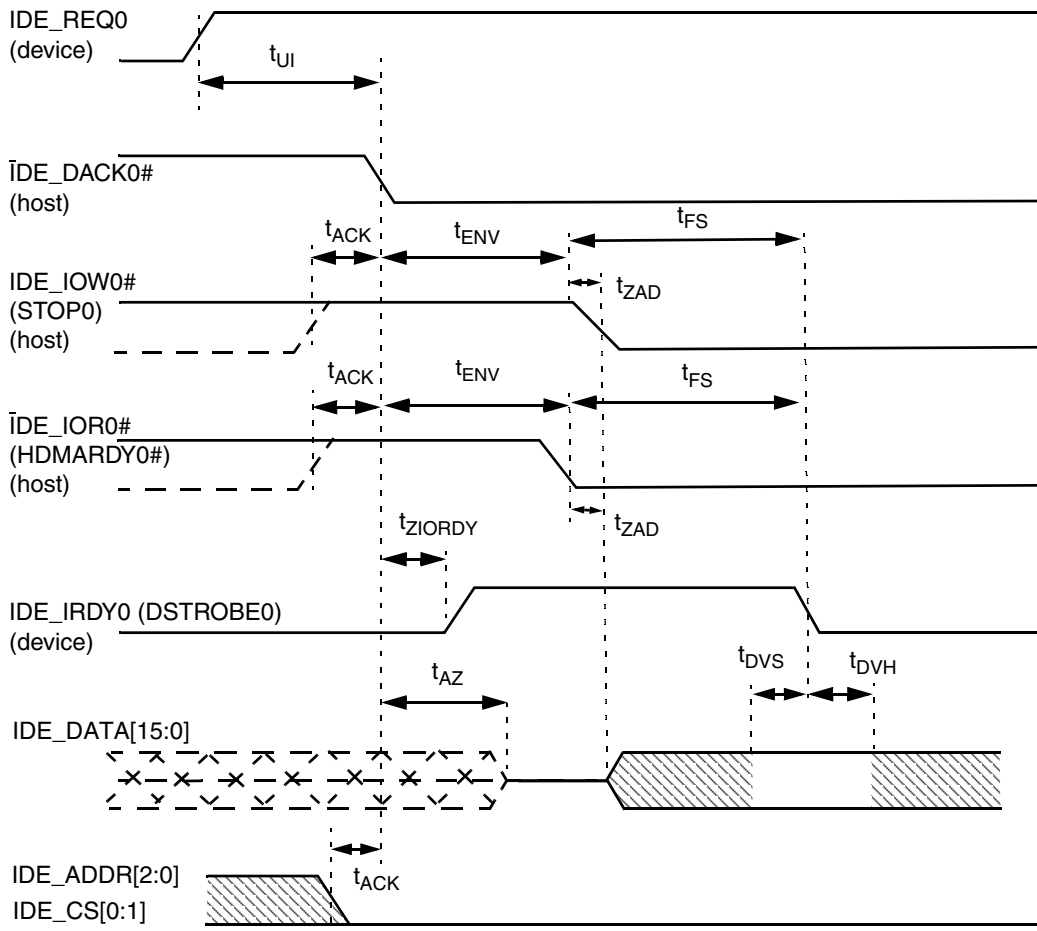 IDE_REQ0
(device)
tUI
IDE_DACK0#
(host)
tACK
tENV
tFS
IDE_IOW0#
(STOP0)
(host)
tZAD
tACK
tENV
tFS
IDE_IOR0#
(HDMARDY0#)
(host)
tZIORDY
tZAD
IDE_IRDY0 (DSTROBE0)
(device)
tDVS
tDVH
tAZ
IDE_DATA[15:0]
IDE_ADDR[2:0]
tACK
IDE_CS[0:1]